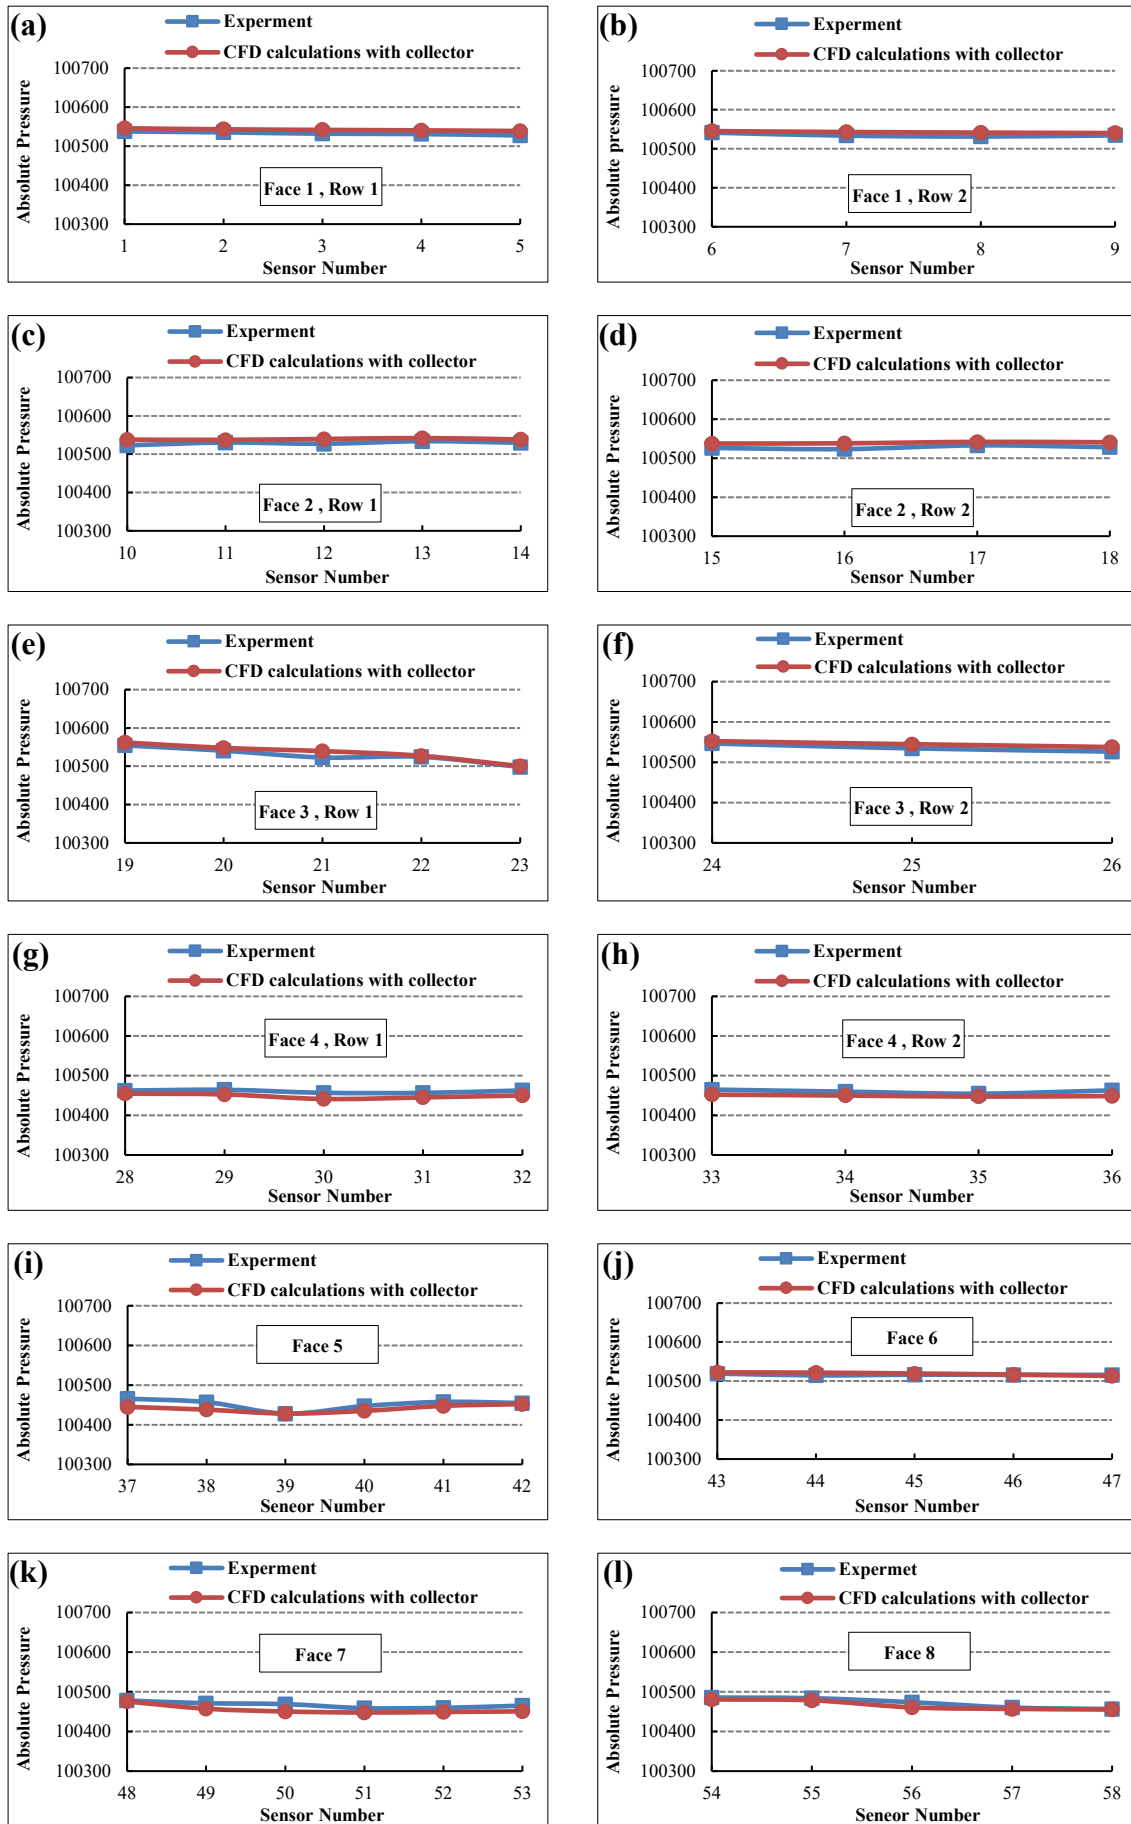 (a)
Experment
CFD calculations with collector
Absolute Pressure
100700
100600
100500
100400
100300
Face 1 , Row 1
1 2 3 4 5
Sensor Number
(b)
Experment
CFD calculations with collector
Absolute pressure
100700
100600
100500
100400
100300
Face 1 , Row 2
6 7 8 9
Sensor Number
(c)
Experment
CFD calculations with collector
Absolute Pressure
100700
100600
100500
100400
100300
Face 2 , Row 1
10 11 12 13 14
Sensor Number
(d)
Experment
CFD calculations with collector
Absolute Pressure
100700
100600
100500
100400
100300
Face 2 , Row 2
15 16 17 18
Sensor Number
(e)
Experment
CFD calculations with collector
Absolute Pressure
100700
100600
100500
100400
100300
Face 3 , Row 1
19 20 21 22 23
Sensor Number
(f)
Experment
CFD calculations with collector
Absolute Pressure
100700
100600
100500
100400
100300
Face 3 , Row 2
24 25 26
Sensor Number
(g)
Experment
CFD calculations with collector
Absolute Pressure
100700
100600
100500
100400
100300
Face 4 , Row 1
28 29 30 31 32
Sensor Number
(h)
Experment
CFD calculations with collector
Absolute Pressure
100700
100600
100500
100400
100300
Face 4 , Row 2
33 34 35 36
Sensor Number
(i)
Experment
CFD calculations with collector
Absolute Pressure
100700
100600
100500
100400
100300
Face 5
37 38 39 40 41 42
Seneor Number
(j)
Experment
CFD calculations with collector
Absolute Pressure
100700
100600
100500
100400
100300
Face 6
43 44 45 46 47
Sensor Number
(k)
Experment
CFD calculations with collector
Absolute Pressure
100700
100600
100500
100400
100300
Face 7
48 49 50 51 52 53
Sensor Number
(l)
Expermet
CFD calculations with collector
Absolute Pressure
100700
100600
100500
100400
100300
Face 8
54 55 56 57 58
Seneor Number